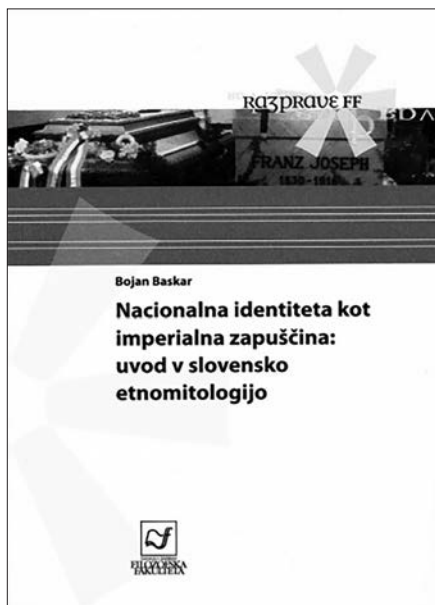 RAZPRAVE FF
FRANZ JOSEPH
1830-1916
Bojan Baskar
Nacionalna identiteta kot
imperialna zapuščina:
uvod v slovensko
etnomitologijo
FILOZOFSKA
FAKULTETA